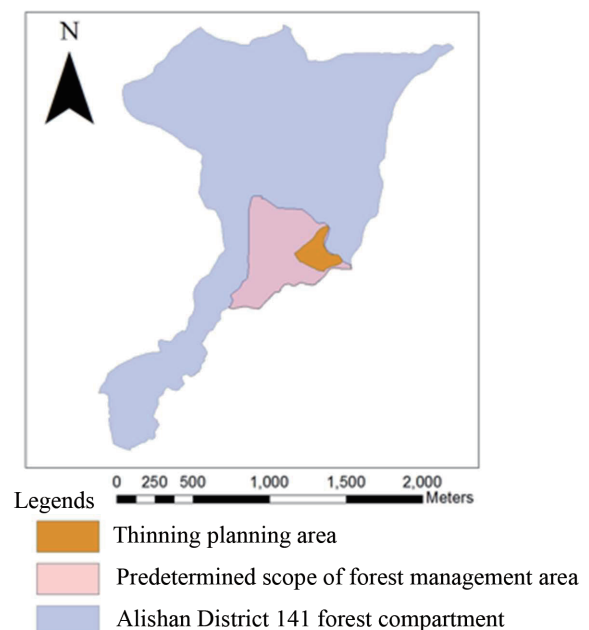 N
0 250 500 1,000 1,500 2,000
Meters
Legends
Thinning planning area
Predetermined scope of forest management area
Alishan District 141 forest compartment